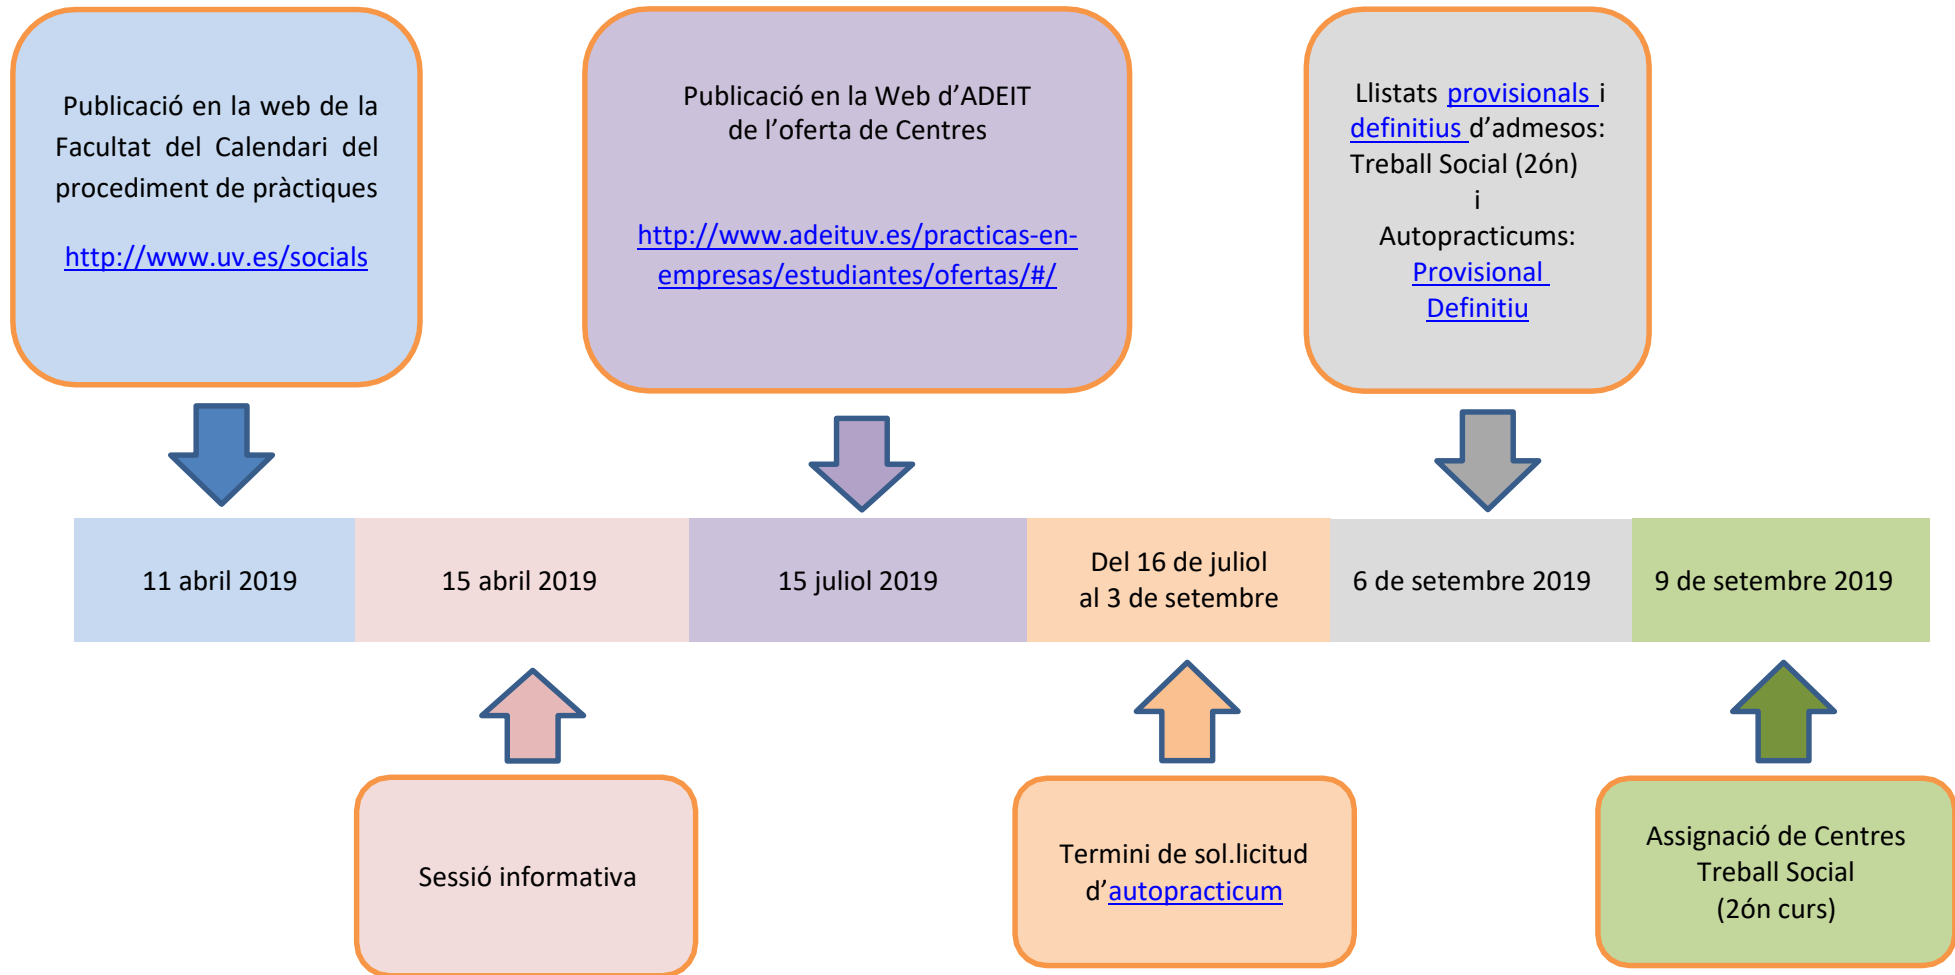 Publicació en la web de la
Facultat del Calendari del
procediment de pràctiques
http://www.uv.es/socials
Publicació en la Web d’ADEIT
de l’oferta de Centres
http://www.adeituv.es/practicas-en-
empresas/estudiantes/ofertas/#/
Llistats provisionals i
definitius d’admesos:
Treball Social (2ón)
i
Autopracticums:
Provisional
Definitiu
11 abril 2019
15 abril 2019
15 juliol 2019
Del 16 de juliol
al 3 de setembre
6 de setembre 2019
9 de setembre 2019
Sessió informativa
Termini de sol.licitud
d’autopracticum
Assignació de Centres
Treball Social
(2ón curs)